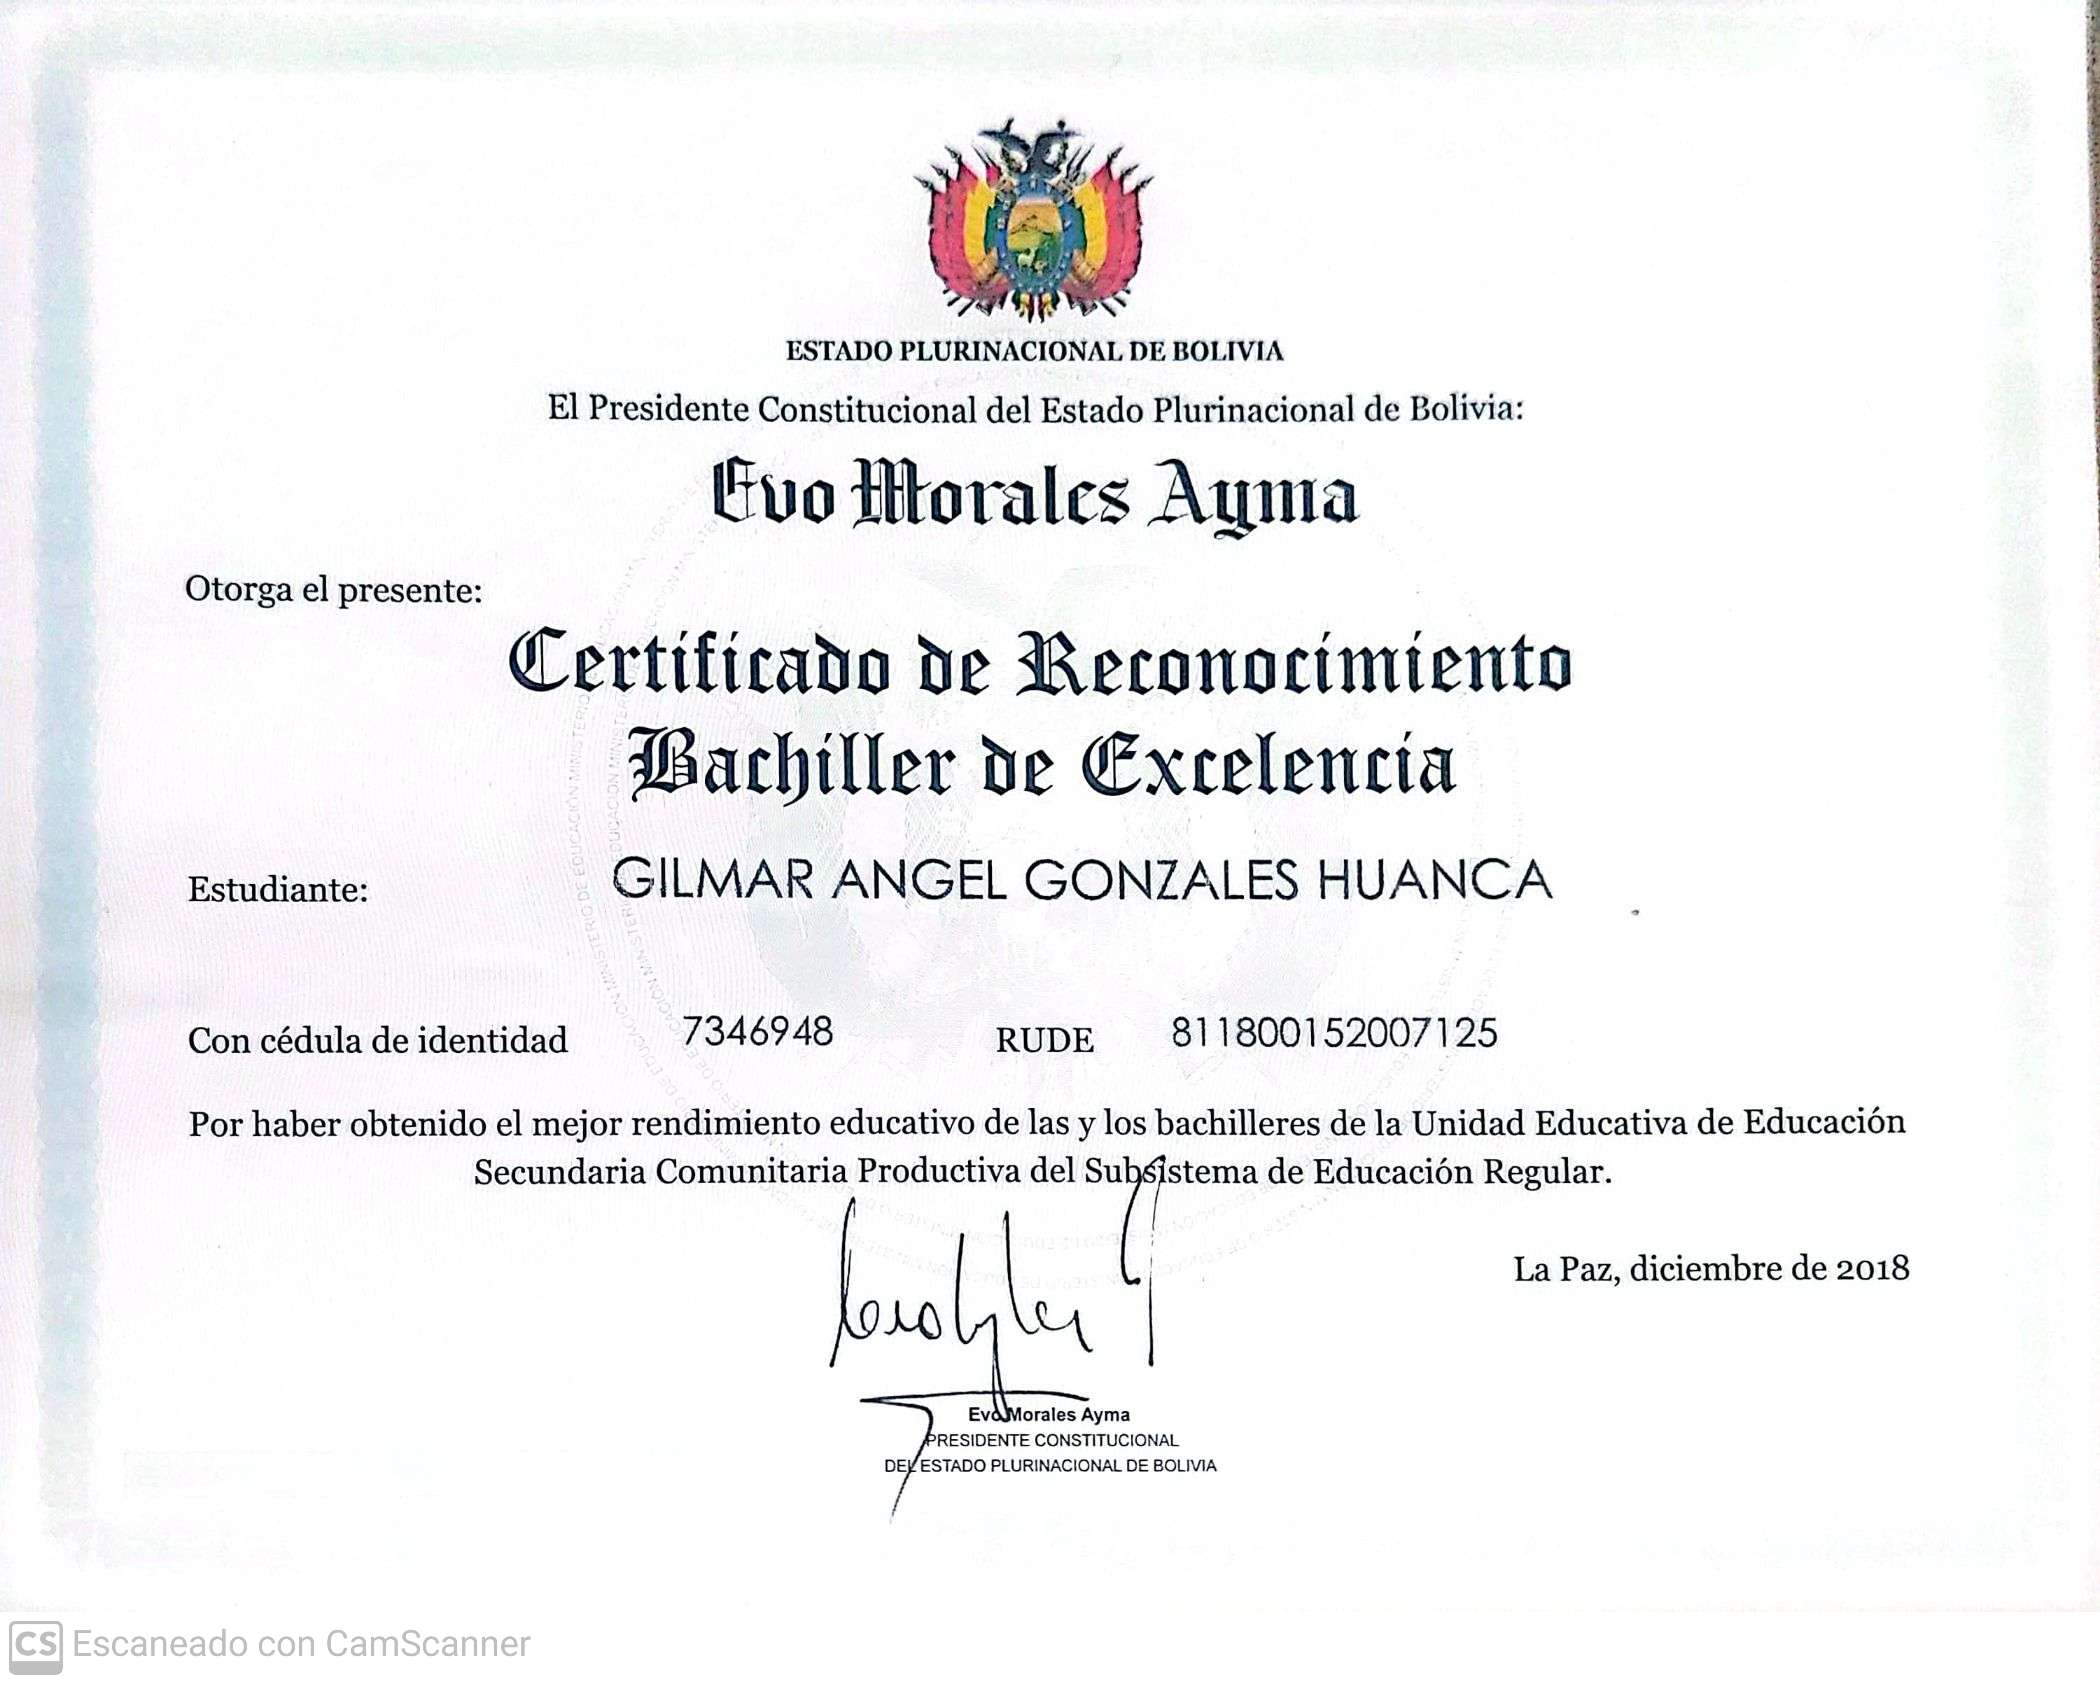 ESTADO PLURINACIONAL DE BOLIVIA
El Presidente Constitucional del Estado Plurinacional de Bolivia:
Evo Morales Ayma
Otorga el presente:
Certificado de Reconocimiento
Bachiller de Excelencia
Estudiante: GILMAR ANGEL GONZALES HUANCA
Con cédula de identidad 7346948 RUDE 811800152007125
Por haber obtenido el mejor rendimiento educativo de las y los bachilleres de la Unidad Educativa de Educación
Secundaria Comunitaria Productiva del Subsistema de Educación Regular.
La Paz, diciembre de 2018
Evo Morales Ayma
PRESIDENTE CONSTITUCIONAL
DEL ESTADO PLURINACIONAL DE BOLIVIA
CS Escaneado con CamScanner